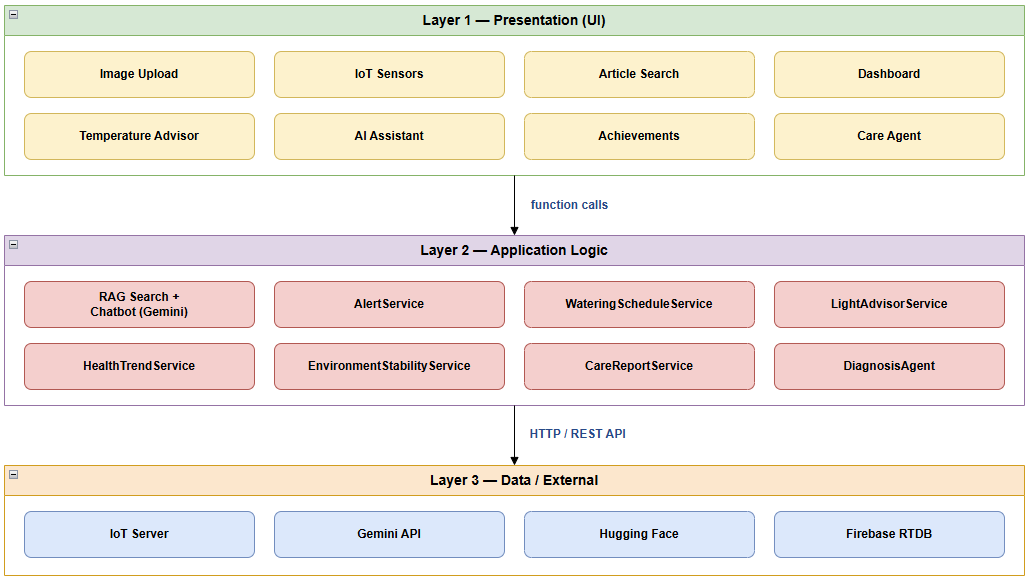 Layer 1 — Presentation (UI)
Image Upload
IoT Sensors
Article Search
Dashboard
Temperature Advisor
AI Assistant
Achievements
Care Agent
function calls
Layer 2 — Application Logic
RAG Search +
Chatbot (Gemini)
AlertService
WateringScheduleService
LightAdvisorService
HealthTrendService
EnvironmentStabilityService
CareReportService
DiagnosisAgent
HTTP / REST API
Layer 3 — Data / External
IoT Server
Gemini API
Hugging Face
Firebase RTDB